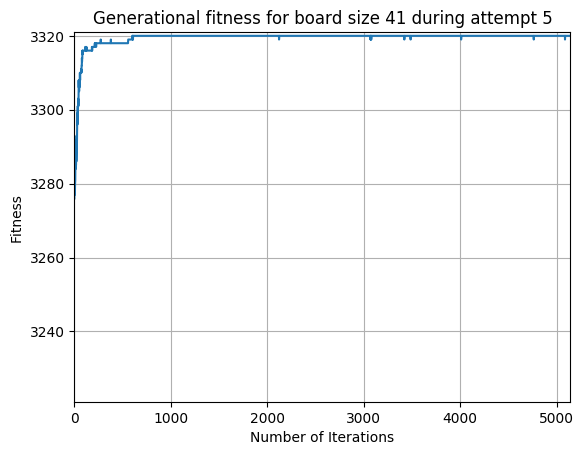 Generational fitness for board size 41 during attempt 5
3320
3300
3280
3260
3240
Fitness
0 1000 2000 3000 4000 5000
Number of Iterations